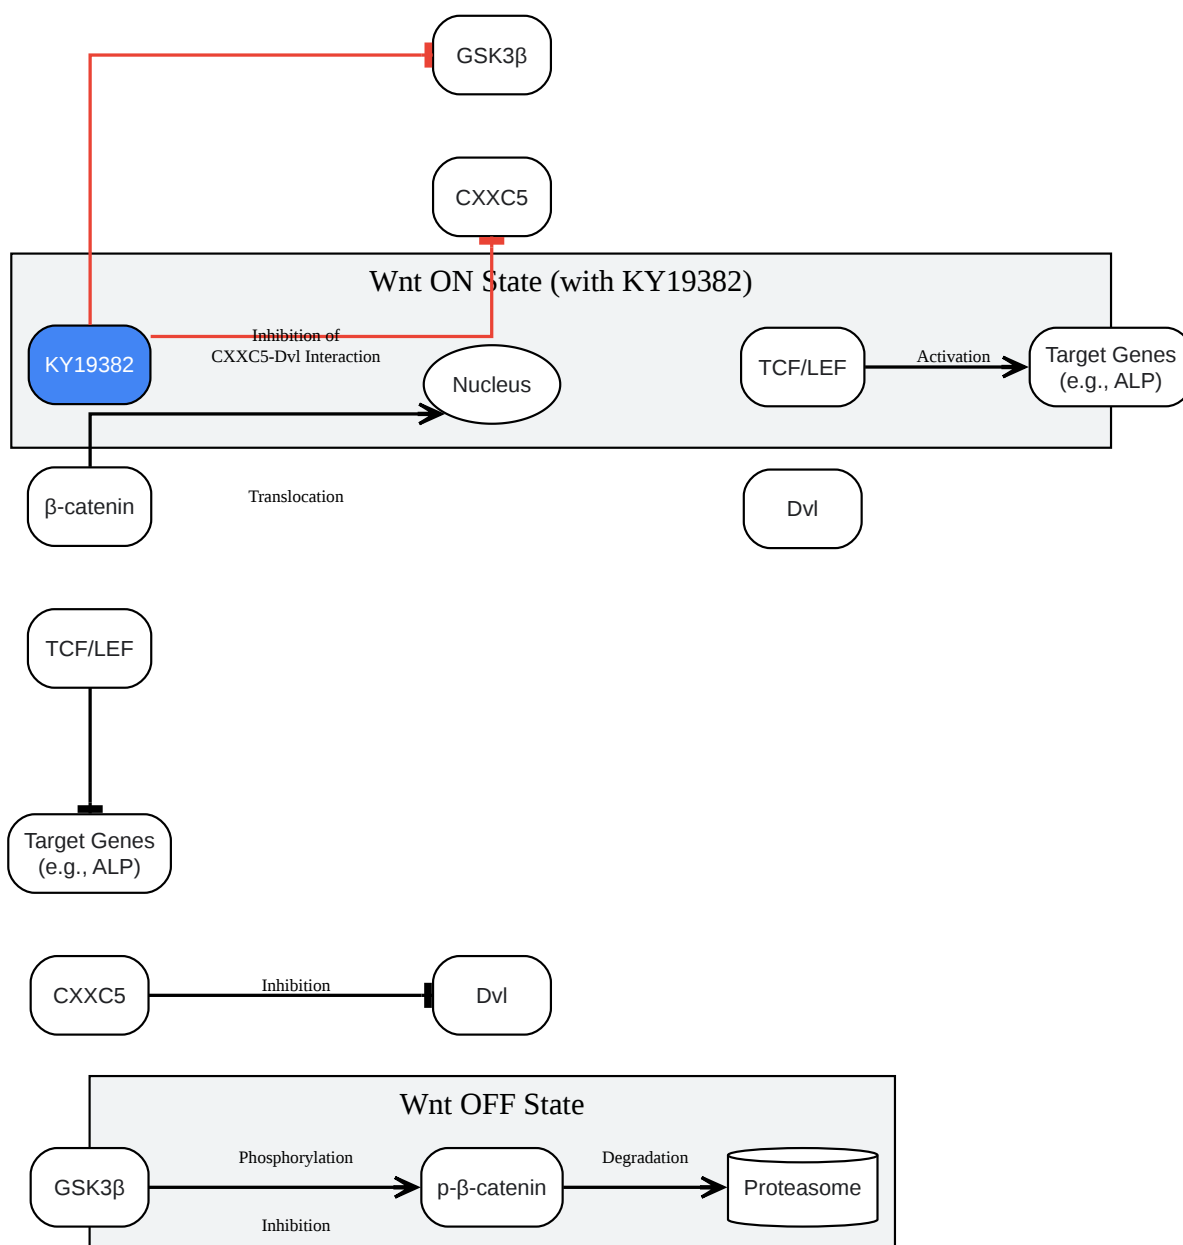 GSK3β
CXXC5
Wnt ON State (with KY19382)
KY19382
Inhibition of
CXXC5-Dvl Interaction
Nucleus
TCF/LEF
Activation
Target Genes
(e.g., ALP)
β-catenin
Translocation
Dvl
TCF/LEF
Target Genes
(e.g., ALP)
CXXC5
Inhibition
Dvl
Wnt OFF State
GSK3β
Phosphorylation
p-β-catenin
Degradation
Proteasome
Inhibition